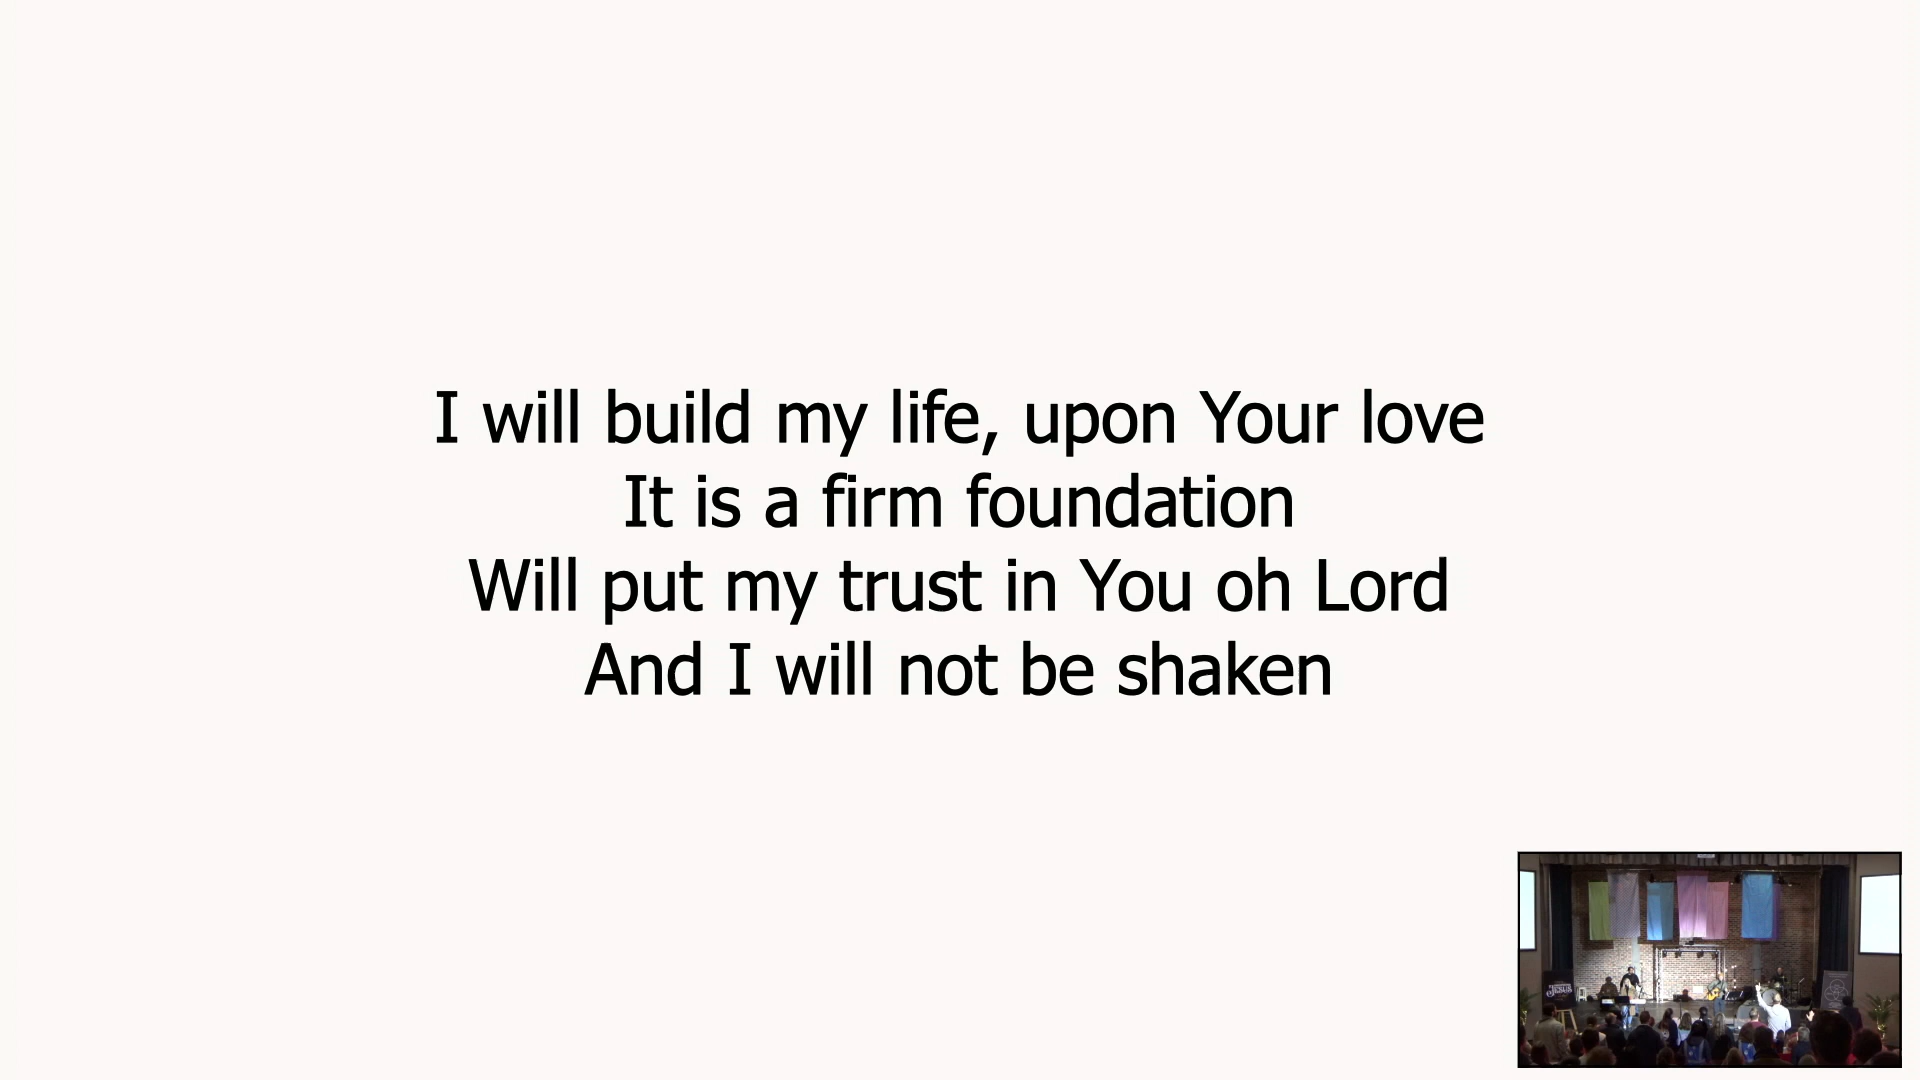 I will build my life, upon Your love
It is a firm foundation
Will put my trust in You oh Lord
And I will not be shaken
JESUS